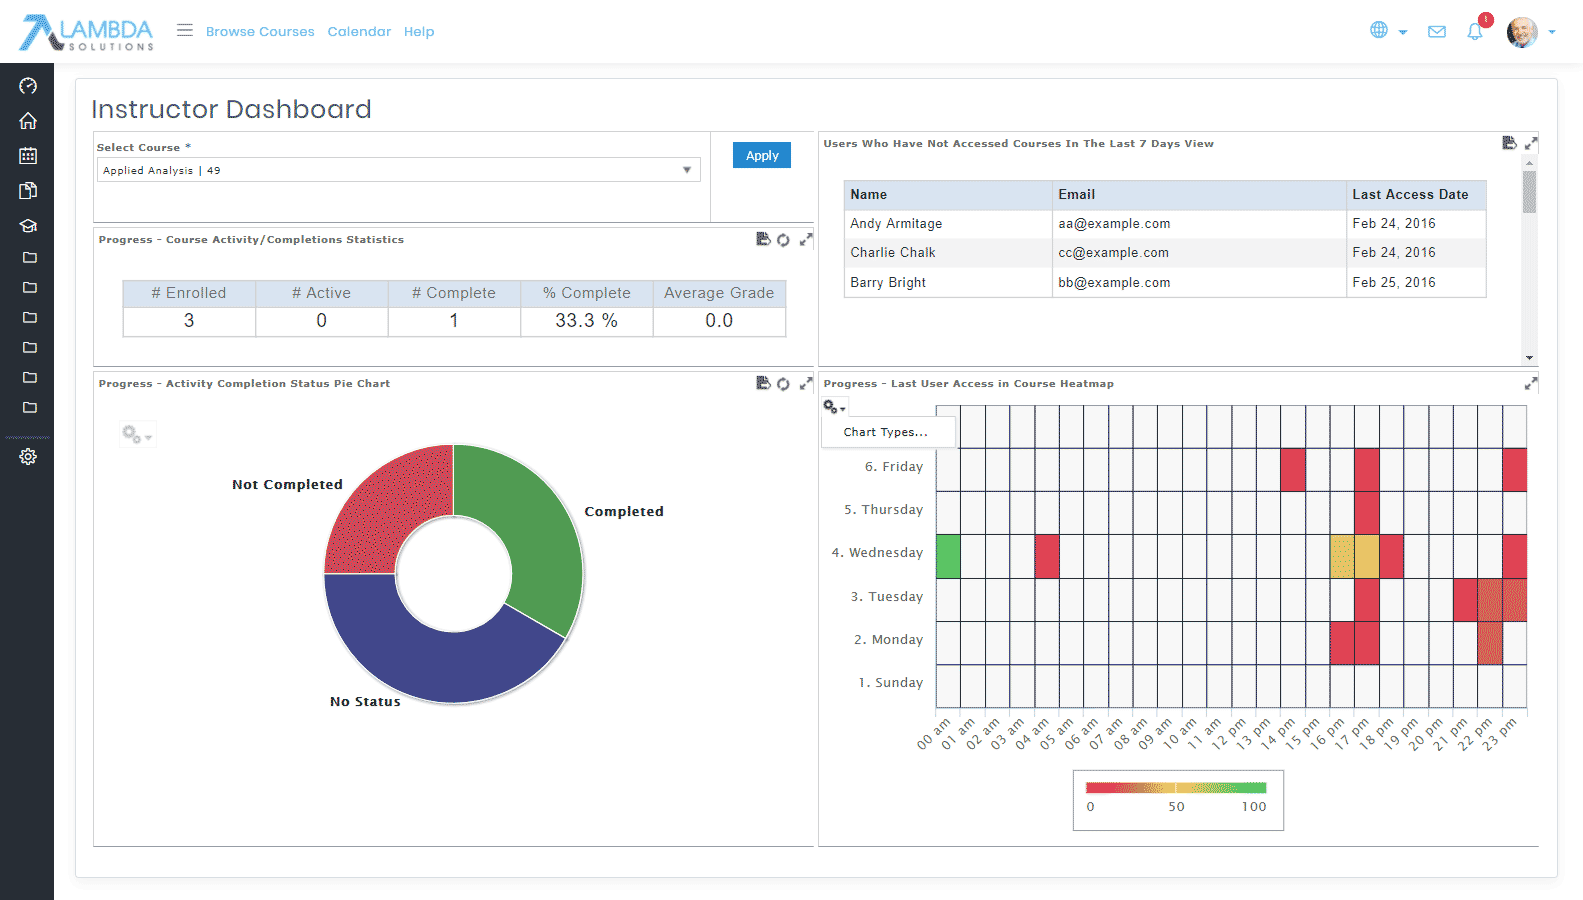 LAMBDA
SOLUTIONS
Browse Courses Calendar Help
1
Instructor Dashboard
Select Course *
Applied Analysis | 49
Apply
Users Who Have Not Accessed Courses In The Last 7 Days View
Name Email Last Access Date
Andy Armitage aa@example.com Feb 24, 2016
Charlie Chalk cc@example.com Feb 24, 2016
Barry Bright bb@example.com Feb 25, 2016
Progress - Course Activity/Completions Statistics
# Enrolled # Active # Complete % Complete Average Grade
3 0 1 33.3 % 0.0
Progress - Activity Completion Status Pie Chart
Not Completed
Completed
No Status
Progress - Last User Access in Course Heatmap
Chart Types...
6. Friday
5. Thursday
4. Wednesday
3. Tuesday
2. Monday
1. Sunday
00 am 01 am 02 am 03 am 04 am 05 am 06 am 07 am 08 am 09 am 10 am 11 am 12 pm 13 pm 14 pm 15 pm 16 pm 17 pm 18 pm 19 pm 20 pm 21 pm 22 pm 23 pm
0 50 100